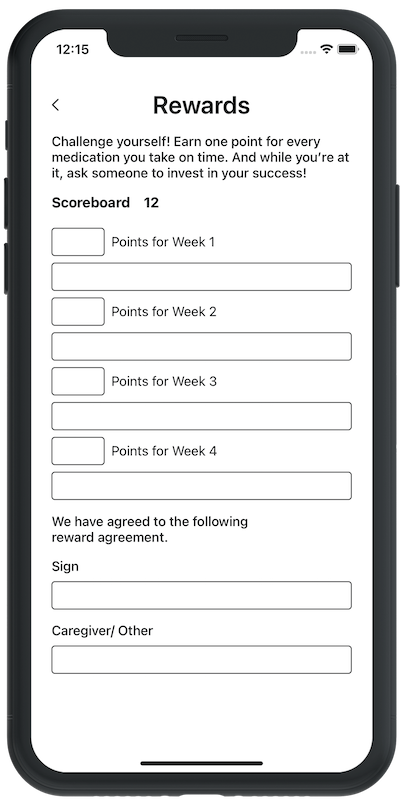 12:15
Rewards
Challenge yourself! Earn one point for every
medication you take on time. And while you’re at
it, ask someone to invest in your success!
Scoreboard 12
Points for Week 1
Points for Week 2
Points for Week 3
Points for Week 4
We have agreed to the following
reward agreement.
Sign
Caregiver/ Other